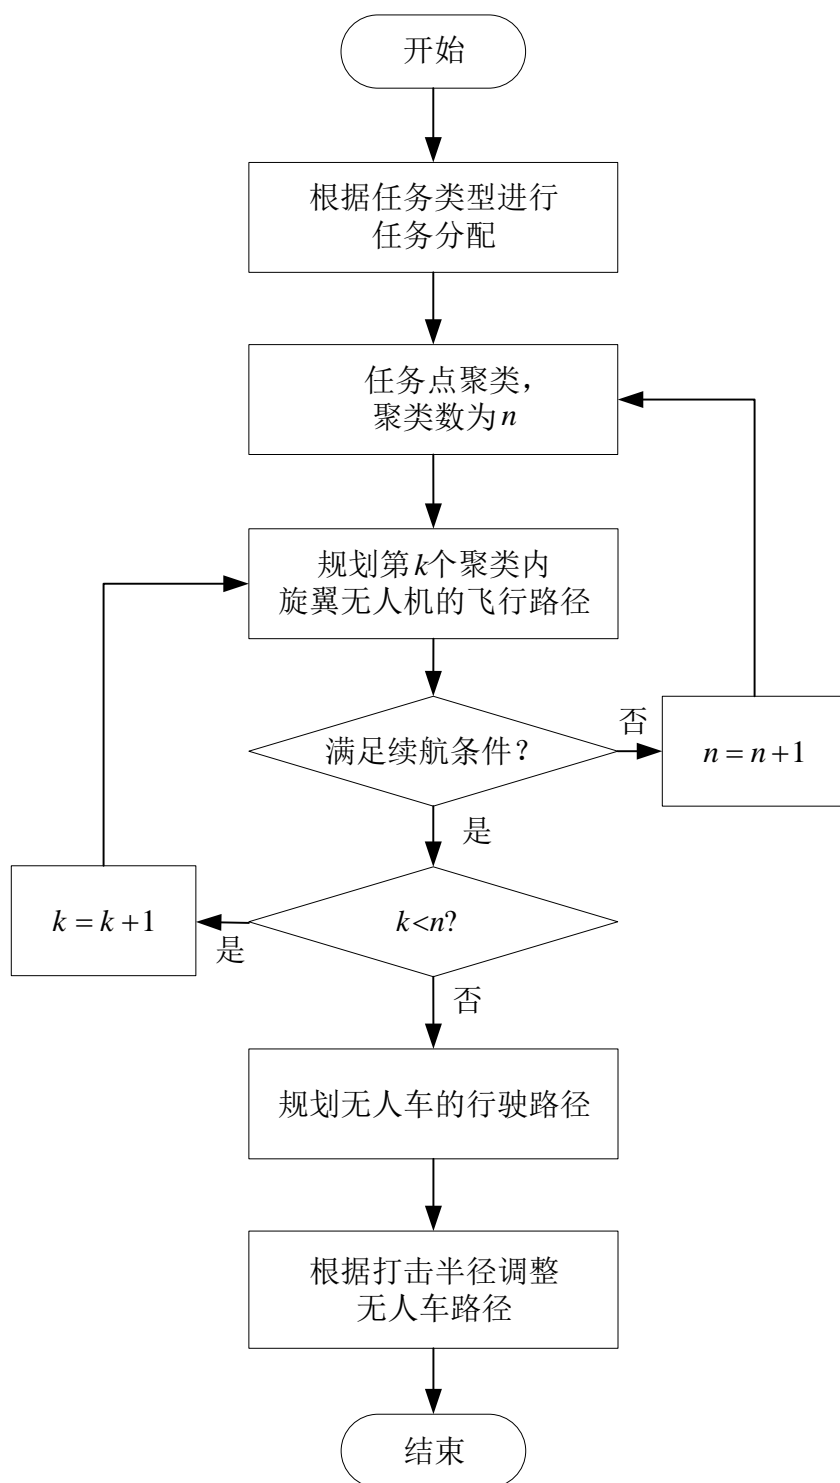 开始
根据任务类型进行
任务分配
任务点聚类，
聚类数为n
规划第k个聚类内
旋翼无人机的飞行路径
满足续航条件？
否
n = n+1
是
k<n?
k = k+1
是
否
规划无人车的行驶路径
根据打击半径调整
无人车路径
结束